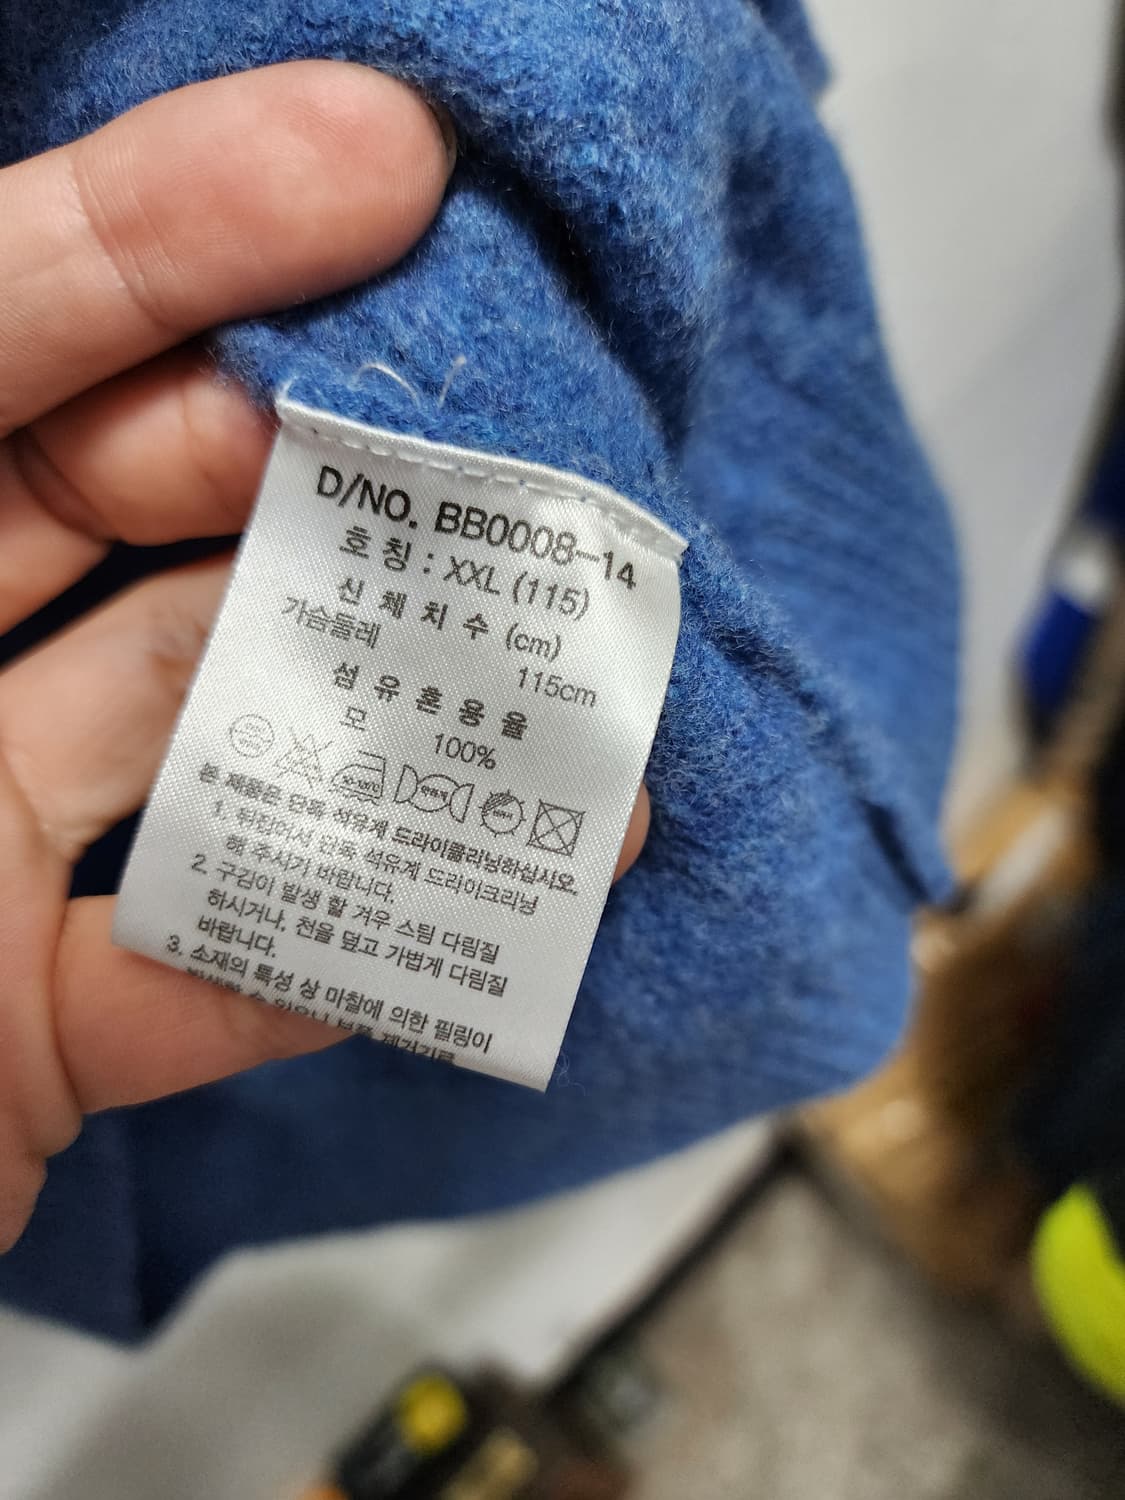 D/NO. BB0008-14
호 칭 : XXL (115)
신 체 치 수 (cm)
가슴둘레
115cm
섬 유 혼 용 율
모 100%
본 제품은 단독 석유계 드라이클리닝하십시오.
1. 뒤집어서 단독 석유계 드라이크리닝
해 주시기 바랍니다.
2. 구김이 발생 할 겨우 스팀 다림질
하시거나, 천을 덮고 가볍게 다림질
바랍니다.
3. 소재의 특성 상 마찰에 의한 필링이